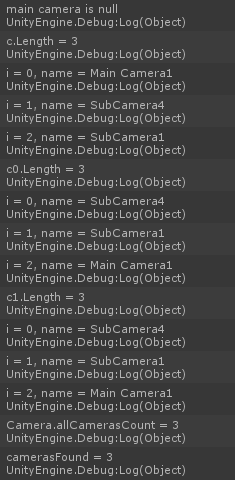 main camera is null
UnityEngine.Debug:Log(Object)
c.Length = 3
UnityEngine.Debug:Log(Object)
i = 0, name = Main Camera1
UnityEngine.Debug:Log(Object)
i = 1, name = SubCamera4
UnityEngine.Debug:Log(Object)
i = 2, name = SubCamera1
UnityEngine.Debug:Log(Object)
c0.Length = 3
UnityEngine.Debug:Log(Object)
i = 0, name = SubCamera4
UnityEngine.Debug:Log(Object)
i = 1, name = SubCamera1
UnityEngine.Debug:Log(Object)
i = 2, name = Main Camera1
UnityEngine.Debug:Log(Object)
c1.Length = 3
UnityEngine.Debug:Log(Object)
i = 0, name = SubCamera4
UnityEngine.Debug:Log(Object)
i = 1, name = SubCamera1
UnityEngine.Debug:Log(Object)
i = 2, name = Main Camera1
UnityEngine.Debug:Log(Object)
Camera.allCamerasCount = 3
UnityEngine.Debug:Log(Object)
camerasFound = 3
UnityEngine.Debug:Log(Object)